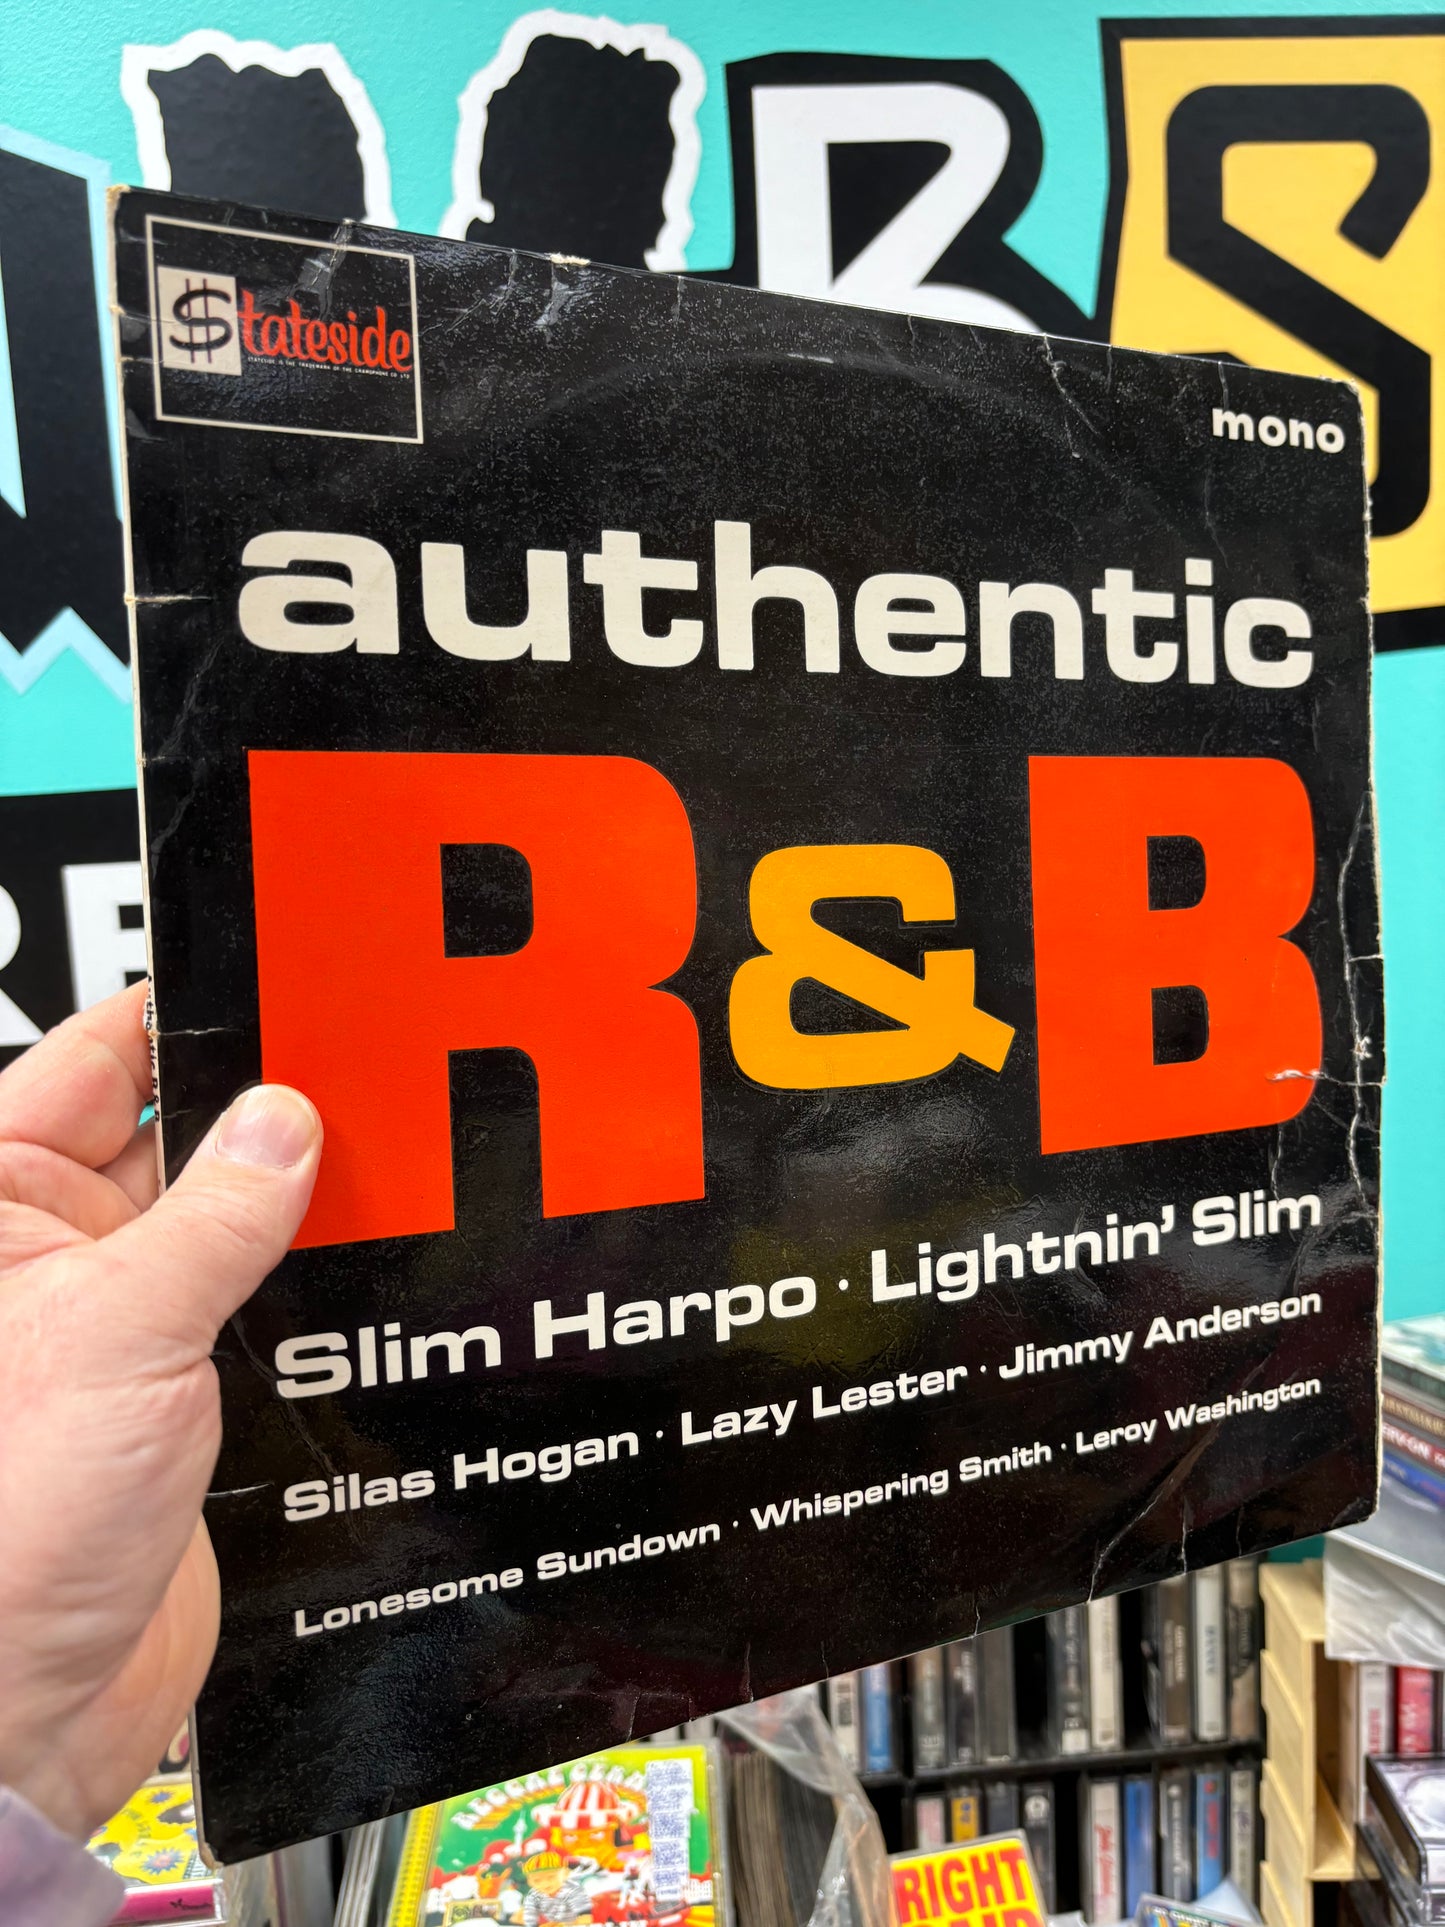 Stateside
STATESIDE IS THE TRADEMARK OF THE GRAMOPHONE CO LTD
mono
authentic
R&B
Slim Harpo · Lightnin' Slim
Silas Hogan · Lazy Lester · Jimmy Anderson
Lonesome Sundown · Whispering Smith · Leroy Washington
RIGHT